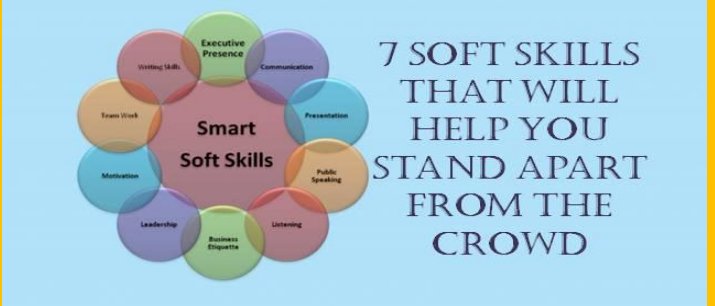 Executive
Presence
Communication
Presentation
Public
Speaking
Listening
Business
Etiquette
Leadership
Motivation
Team Work
Writing Skills
Smart
Soft Skills
7 SOFT SKILLS
THAT WILL
HELP YOU
STAND APART
FROM THE
CROWD